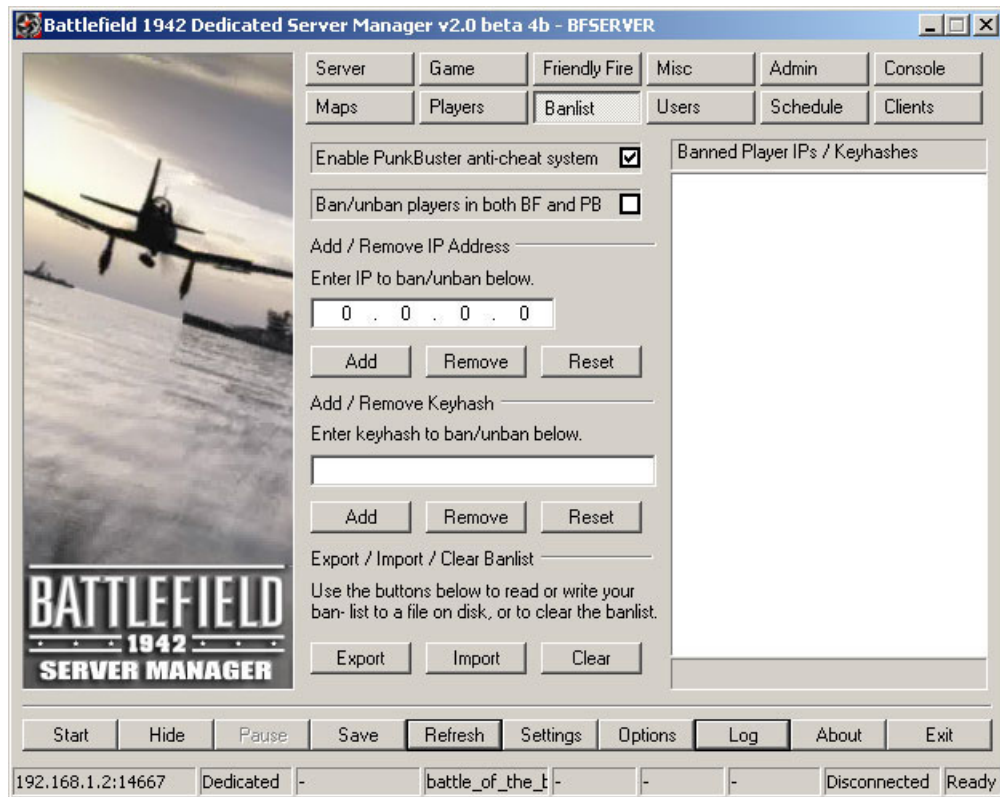 Battlefield 1942 Dedicated Server Manager v2.0 beta 4b - BFSERVER
Server Game Friendly Fire Misc Admin Console
Maps Players Banlist Users Schedule Clients
Enable PunkBuster anti-cheat system
Ban/unban players in both BF and PB
Add / Remove IP Address
Enter IP to ban/unban below.
0 . 0 . 0 . 0
Add Remove Reset
Add / Remove Keyhash
Enter keyhash to ban/unban below.
Add Remove Reset
Export / Import / Clear Banlist
Use the buttons below to read or write your
ban- list to a file on disk, or to clear the banlist.
Export Import Clear
Banned Player IPs / Keyhashes
BATTLEFIELD
1942
SERVER MANAGER
Start Hide Pause Save Refresh Settings Options Log About Exit
192.168.1.2:14667 Dedicated - battle_of_the_b - - - Disconnected Ready